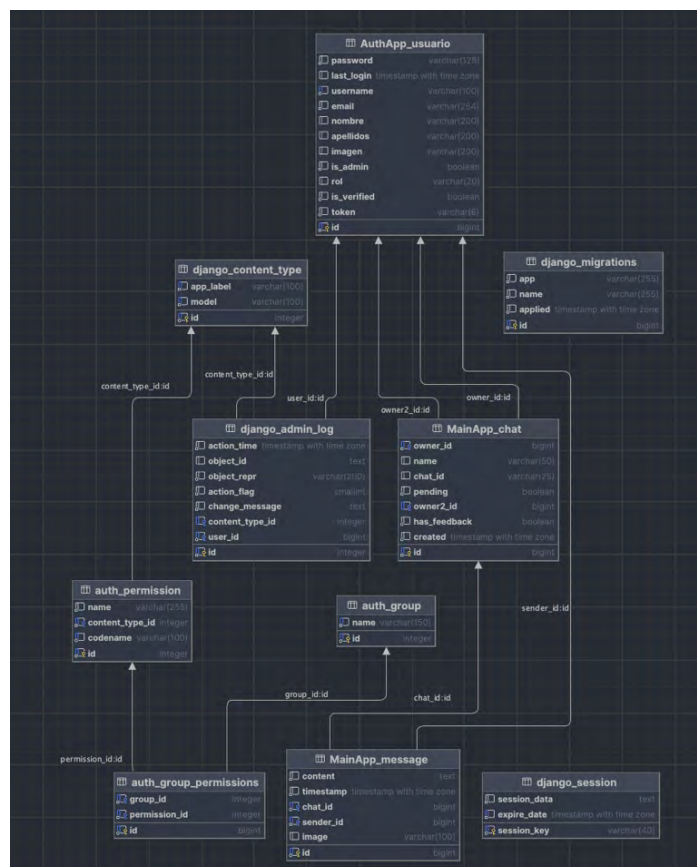 AuthApp_usuario
password varchar(128)
last_login timestamp with time zone
username varchar(100)
email varchar(254)
nombre varchar(200)
apellidos varchar(200)
imagen varchar(200)
is_admin boolean
rol varchar(20)
is_verified boolean
token varchar(6)
id bigint
django_content_type
app_label varchar(100)
model varchar(100)
id integer
django_migrations
app varchar(255)
name varchar(255)
applied timestamp with time zone
id bigint
content_type_id:id
content_type_id:id
user_id:id
owner2_id:id
owner_id:id
django_admin_log
action_time timestamp with time zone
object_id text
object_repr varchar(200)
action_flag smallint
change_message text
content_type_id integer
user_id bigint
id integer
MainApp_chat
owner_id bigint
name varchar(50)
chat_id varchar(25)
pending boolean
owner2_id bigint
has_feedback boolean
created timestamp with time zone
id bigint
auth_permission
name varchar(255)
content_type_id integer
codename varchar(100)
id integer
auth_group
name varchar(150)
id integer
sender_id:id
group_id:id
chat_id:id
permission_id:id
auth_group_permissions
group_id integer
permission_id integer
id bigint
MainApp_message
content text
timestamp timestamp with time zone
chat_id bigint
sender_id bigint
image varchar(100)
id bigint
django_session
session_data text
expire_date timestamp with time zone
session_key varchar(40)